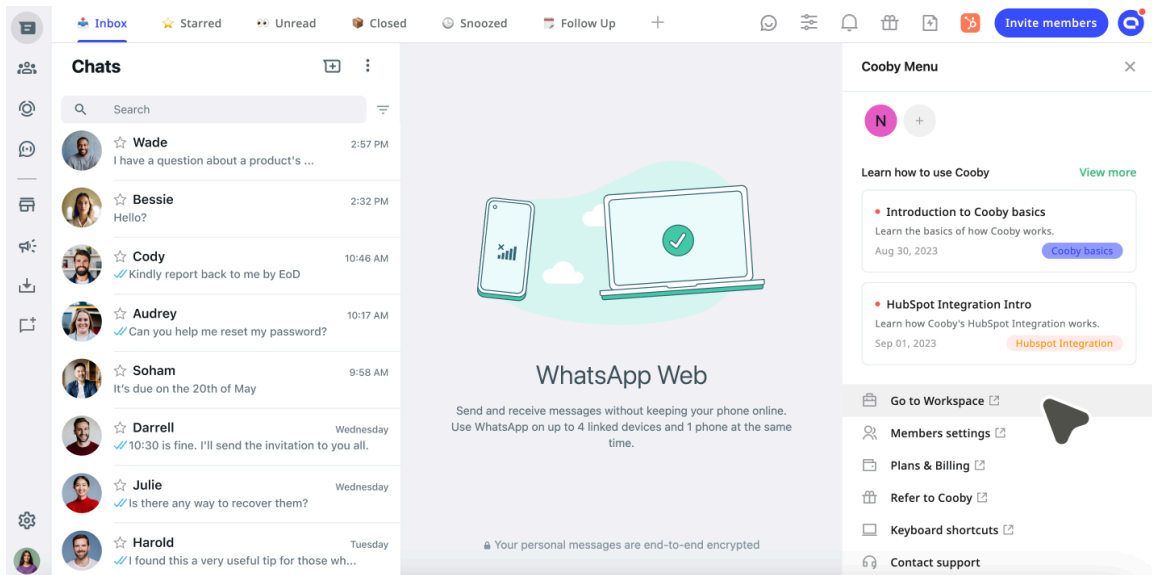 Inbox
Starred
Unread
Closed
Snoozed
Follow Up
Invite members
Chats
Search
Wade
2:57 PM
I have a question about a product's ...
Bessie
2:32 PM
Hello?
Cody
10:46 AM
Kindly report back to me by EoD
Audrey
10:17 AM
Can you help me reset my password?
Soham
9:58 AM
It's due on the 20th of May
Darrell
Wednesday
10:30 is fine. I'll send the invitation to you all.
Julie
Wednesday
Is there any way to recover them?
Harold
Tuesday
I found this a very useful tip for those wh...
WhatsApp Web
Send and receive messages without keeping your phone online.
Use WhatsApp on up to 4 linked devices and 1 phone at the same
time.
Your personal messages are end-to-end encrypted
Cooby Menu
N
Learn how to use Cooby
View more
Introduction to Cooby basics
Learn the basics of how Cooby works.
Aug 30, 2023
Cooby basics
HubSpot Integration Intro
Learn how Cooby's HubSpot Integration works.
Sep 01, 2023
Hubspot Integration
Go to Workspace
Members settings
Plans & Billing
Refer to Cooby
Keyboard shortcuts
Contact support